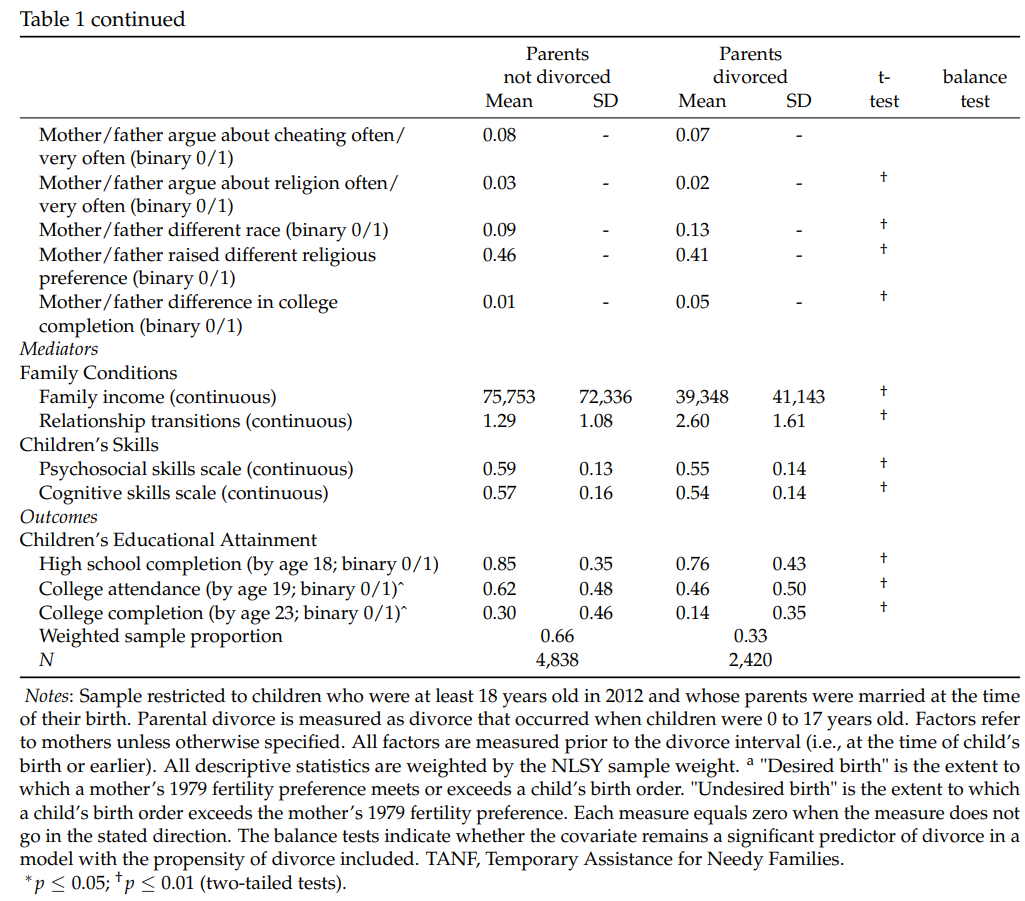 Table 1 continued
Parents Parents
not divorced divorced t- balance
Mean SD Mean SD test test
Mother/father argue about cheating often/ 0.08 - 0.07 -
very often (binary 0/1)
Mother/father argue about religion often/ 0.03 - 0.02 - †
very often (binary 0/1)
Mother/father different race (binary 0/1) 0.09 - 0.13 - †
Mother/father raised different religious 0.46 - 0.41 - †
preference (binary 0/1)
Mother/father difference in college 0.01 - 0.05 - †
completion (binary 0/1)
Mediators
Family Conditions
Family income (continuous) 75,753 72,336 39,348 41,143 †
Relationship transitions (continuous) 1.29 1.08 2.60 1.61 †
Children's Skills
Psychosocial skills scale (continuous) 0.59 0.13 0.55 0.14 †
Cognitive skills scale (continuous) 0.57 0.16 0.54 0.14 †
Outcomes
Children's Educational Attainment
High school completion (by age 18; binary 0/1) 0.85 0.35 0.76 0.43 †
College attendance (by age 19; binary 0/1)ˆ 0.62 0.48 0.46 0.50 †
College completion (by age 23; binary 0/1)ˆ 0.30 0.46 0.14 0.35 †
Weighted sample proportion 0.66 0.33
N 4,838 2,420
Notes: Sample restricted to children who were at least 18 years old in 2012 and whose parents were married at the time
of their birth. Parental divorce is measured as divorce that occurred when children were 0 to 17 years old. Factors refer
to mothers unless otherwise specified. All factors are measured prior to the divorce interval (i.e., at the time of child's
birth or earlier). All descriptive statistics are weighted by the NLSY sample weight. ᵃ "Desired birth" is the extent to
which a mother's 1979 fertility preference meets or exceeds a child's birth order. "Undesired birth" is the extent to which
a child's birth order exceeds the mother's 1979 fertility preference. Each measure equals zero when the measure does not
go in the stated direction. The balance tests indicate whether the covariate remains a significant predictor of divorce in a
model with the propensity of divorce included. TANF, Temporary Assistance for Needy Families.
*p ≤ 0.05; †p ≤ 0.01 (two-tailed tests).